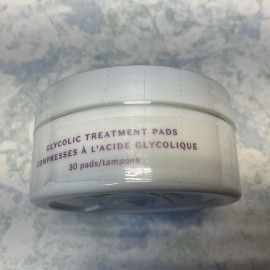 GLYCOLIC TREATMENT PADS
COMPRESSES À L'ACIDE GLYCOLIQUE
30 pads/tampons